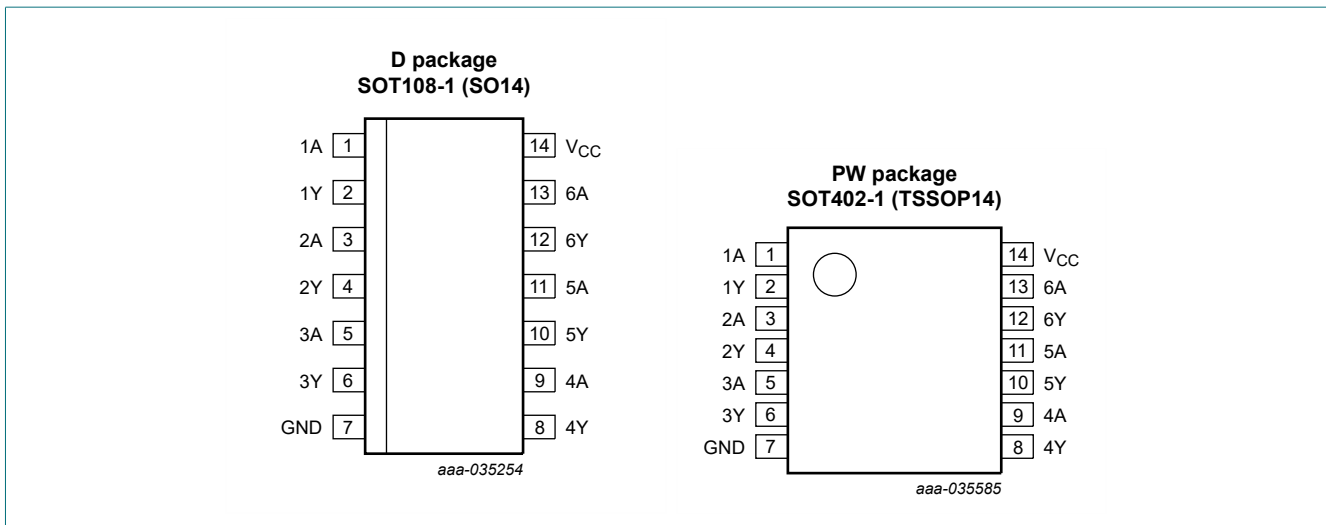 D package
SOT108-1 (SO14)
1A 1 14 VCC
1Y 2 13 6A
2A 3 12 6Y
2Y 4 11 5A
3A 5 10 5Y
3Y 6 9 4A
GND 7 8 4Y
aaa-035254
PW package
SOT402-1 (TSSOP14)
1A 1 14 VCC
1Y 2 13 6A
2A 3 12 6Y
2Y 4 11 5A
3A 5 10 5Y
3Y 6 9 4A
GND 7 8 4Y
aaa-035585